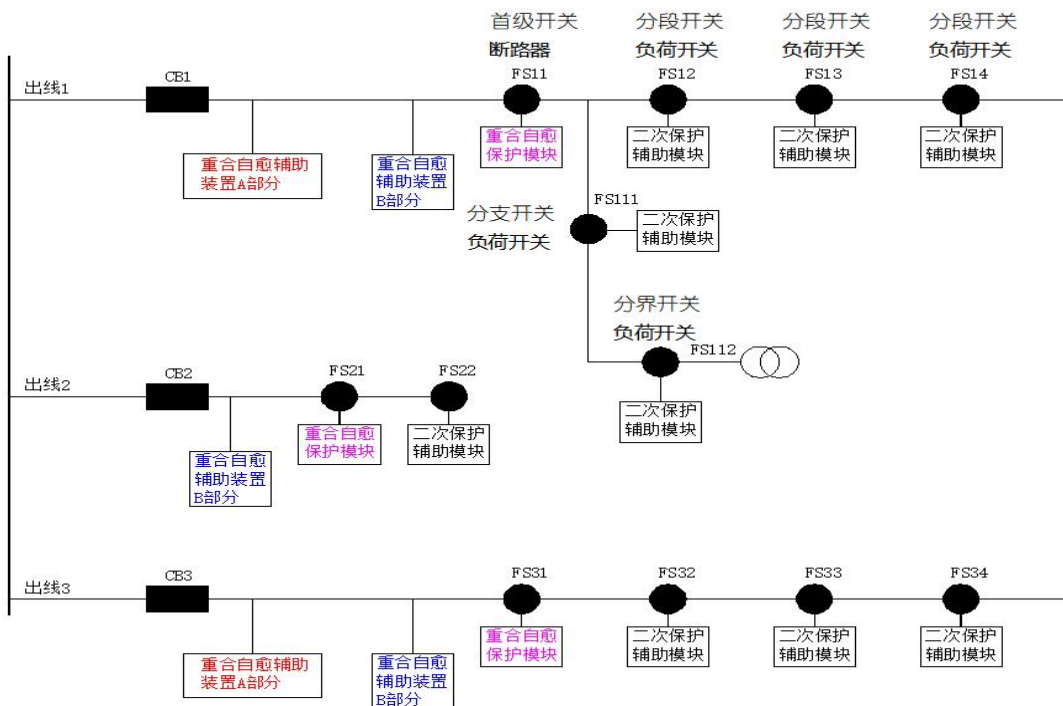 首级开关
断路器
分段开关
负荷开关
分段开关
负荷开关
分段开关
负荷开关
出线1
CB1
FS11
FS12
FS13
FS14
重合自愈辅助
装置A部分
重合自愈
辅助装置
B部分
重合自愈
保护模块
二次保护
辅助模块
二次保护
辅助模块
二次保护
辅助模块
分支开关
负荷开关
FS111
二次保护
辅助模块
分界开关
负荷开关
FS112
二次保护
辅助模块
出线2
CB2
FS21
FS22
重合自愈
辅助装置
B部分
重合自愈
保护模块
二次保护
辅助模块
出线3
CB3
FS31
FS32
FS33
FS34
重合自愈辅助
装置A部分
重合自愈
辅助装置
B部分
重合自愈
保护模块
二次保护
辅助模块
二次保护
辅助模块
二次保护
辅助模块